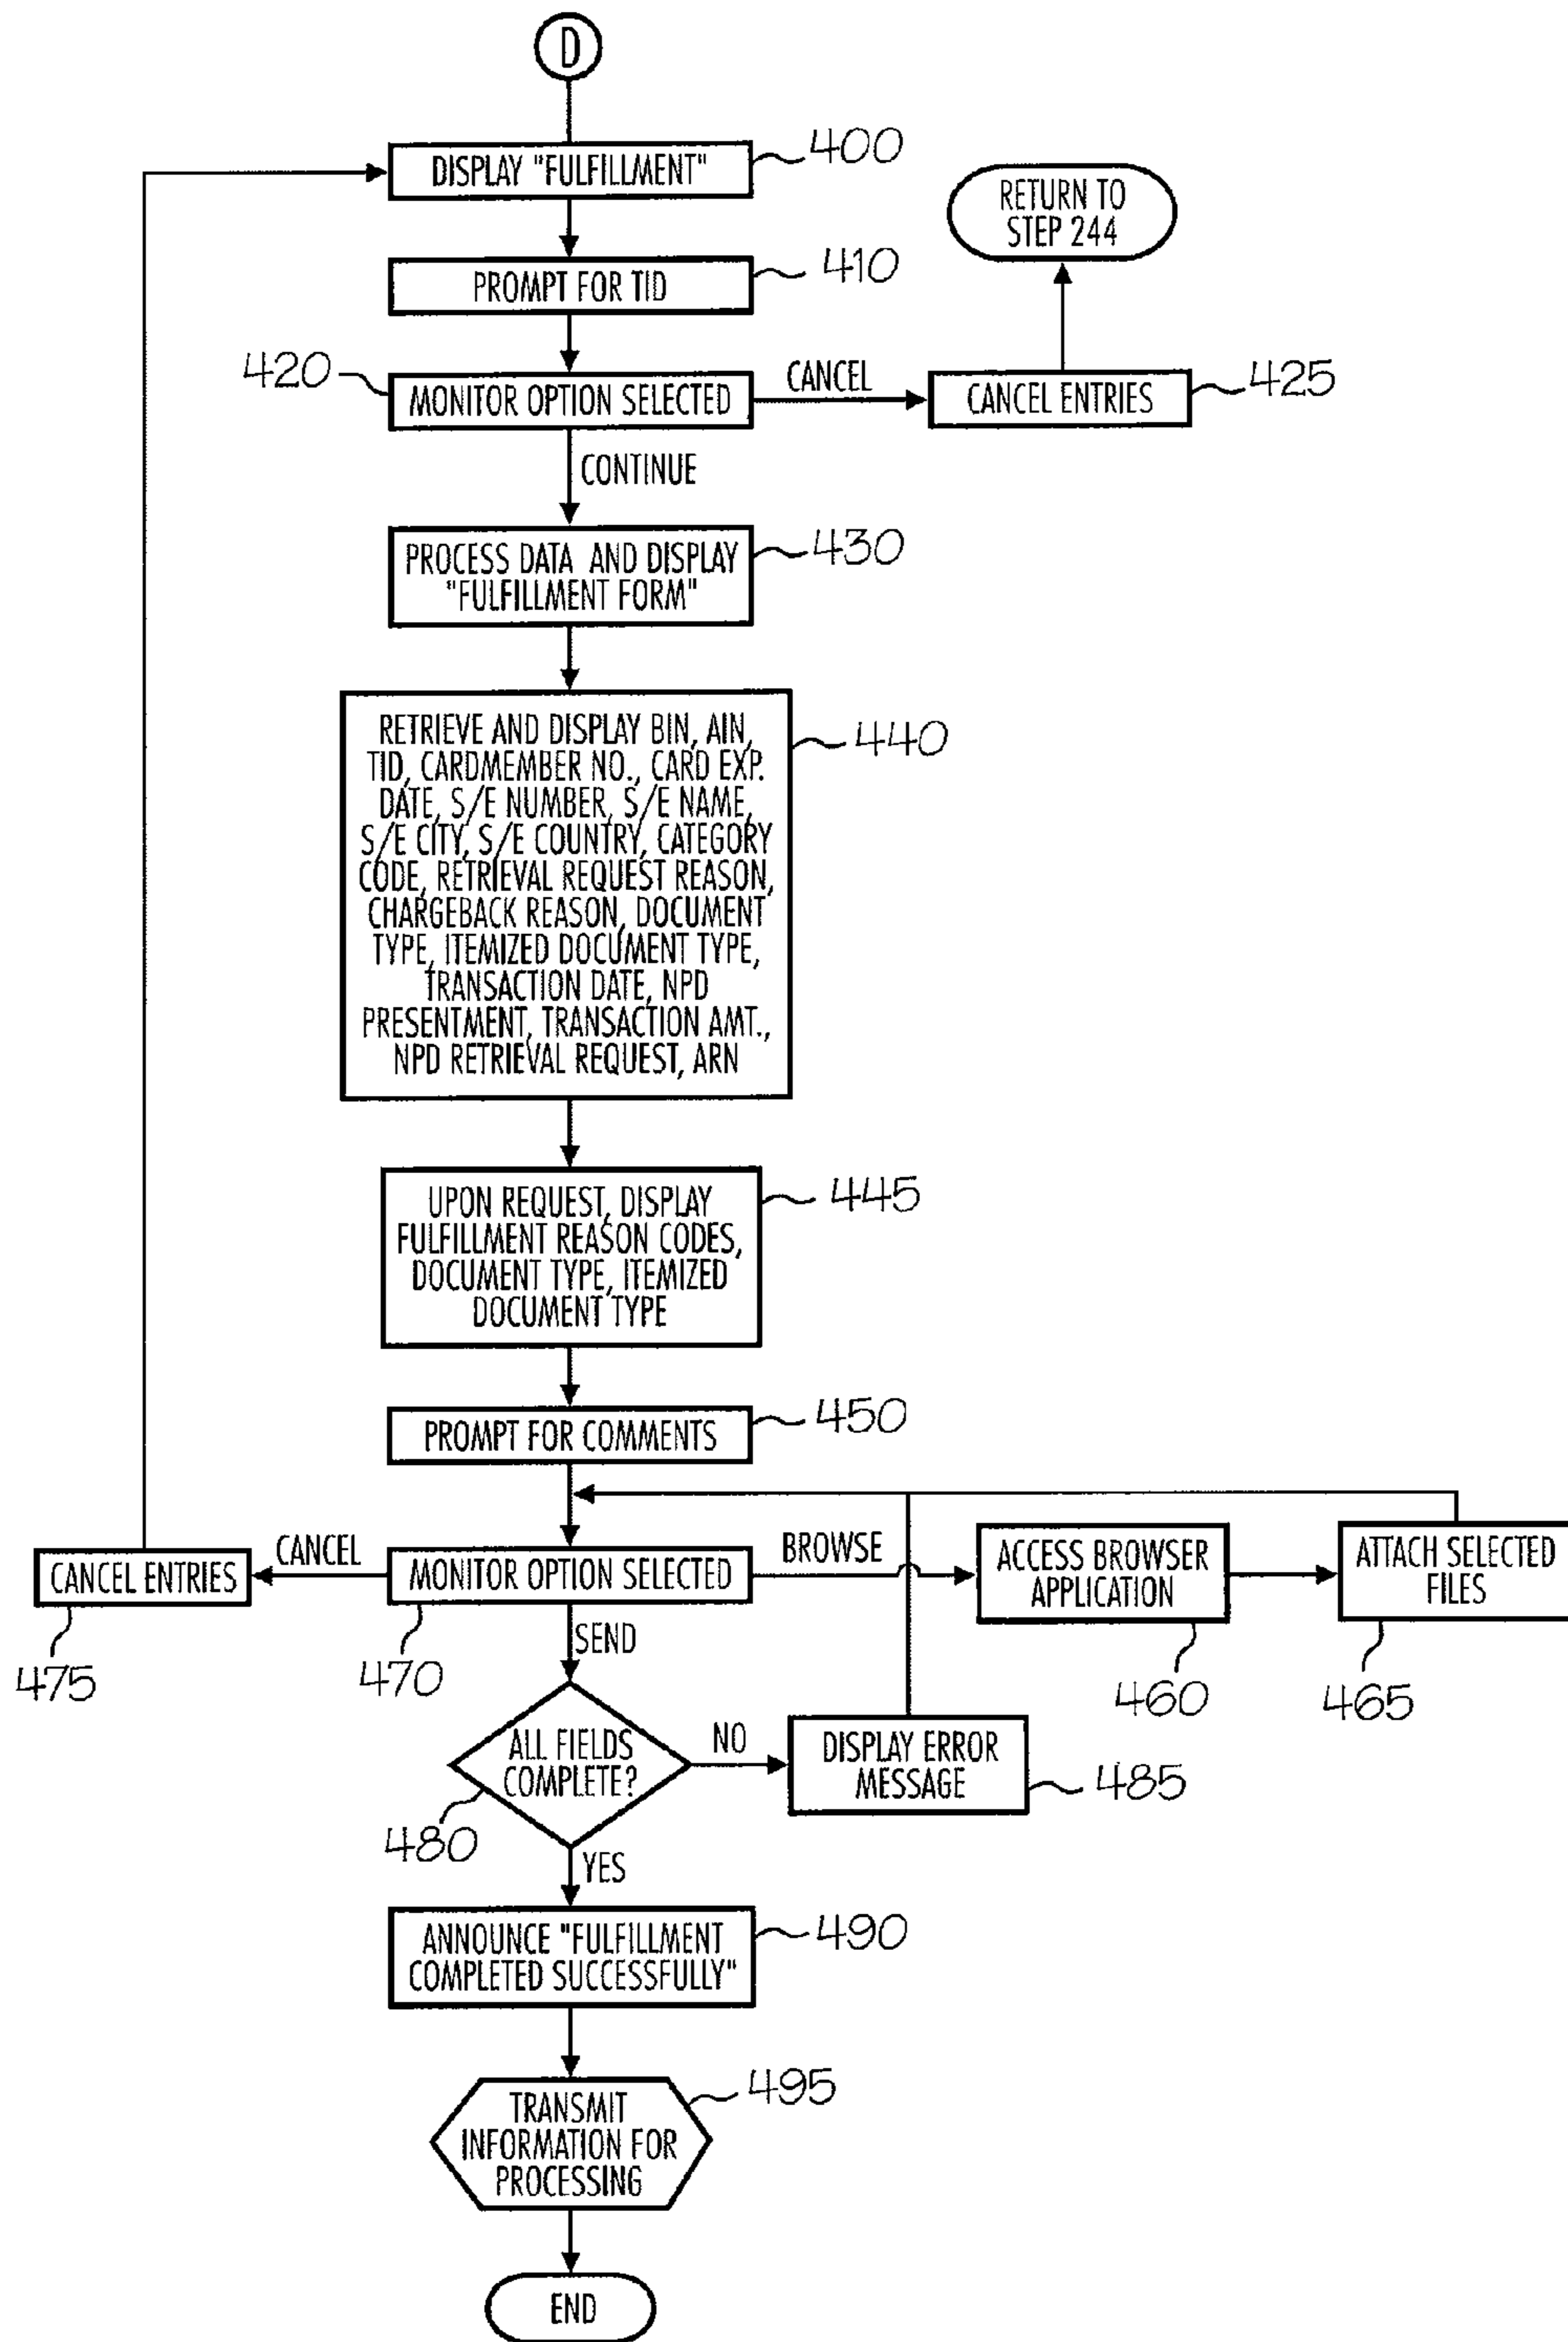 D
DISPLAY "FULFILLMENT"
400
RETURN TO
STEP 244
PROMPT FOR TID
410
420
MONITOR OPTION SELECTED
CANCEL
CANCEL ENTRIES
425
CONTINUE
PROCESS DATA AND DISPLAY
"FULFILLMENT FORM"
430
RETRIEVE AND DISPLAY BIN, AIN,
TID, CARDMEMBER NO., CARD EXP.
DATE, S/E NUMBER, S/E NAME,
S/E CITY, S/E COUNTRY, CATEGORY
CODE, RETRIEVAL REQUEST REASON,
CHARGEBACK REASON, DOCUMENT
TYPE, ITEMIZED DOCUMENT TYPE,
TRANSACTION DATE, NPD
PRESENTMENT, TRANSACTION AMT.,
NPD RETRIEVAL REQUEST, ARN
440
UPON REQUEST, DISPLAY
FULFILLMENT REASON CODES,
DOCUMENT TYPE, ITEMIZED
DOCUMENT TYPE
445
PROMPT FOR COMMENTS
450
CANCEL ENTRIES
475
CANCEL
MONITOR OPTION SELECTED
470
BROWSE
ACCESS BROWSER
APPLICATION
460
ATTACH SELECTED
FILES
465
SEND
ALL FIELDS
COMPLETE?
480
NO
DISPLAY ERROR
MESSAGE
485
YES
ANNOUNCE "FULFILLMENT
COMPLETED SUCCESSFULLY"
490
TRANSMIT
INFORMATION FOR
PROCESSING
495
END